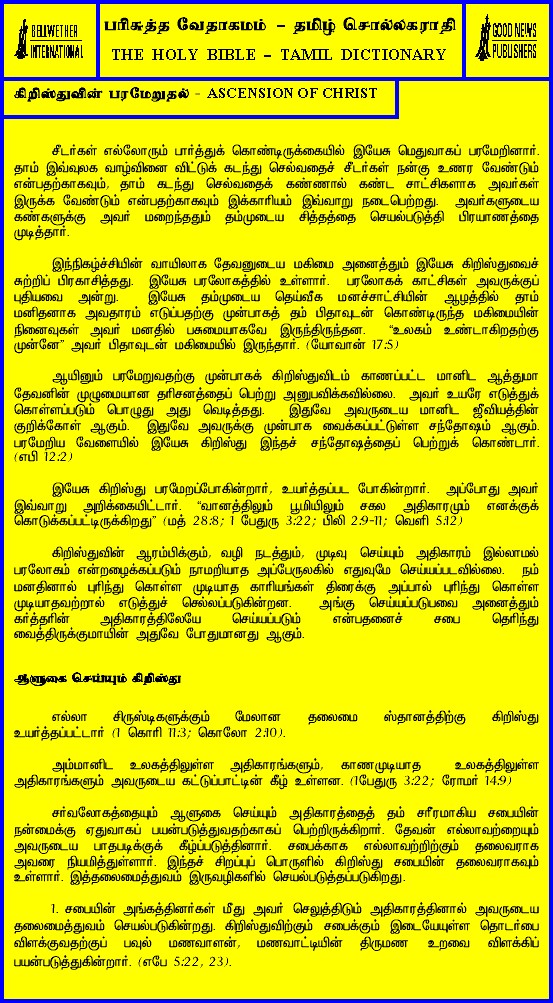 BELLWETHER INTERNATIONAL
பரிசுத்த வேதாகமம் – தமிழ் சொல்லகராதி
THE HOLY BIBLE – TAMIL DICTIONARY
GOOD NEWS PUBLISHERS
கிறிஸ்துவின் பரமேறுதல் - ASCENSION OF CHRIST
சீடர்கள் எல்லோரும் பார்த்துக் கொண்டிருக்கையில் இயேசு மெதுவாகப் பரமேறினார்.
தாம் இவ்வுலக வாழ்வினை விட்டுக் கடந்து செல்வதைச் சீடர்கள் நன்கு உணர வேண்டும்
என்பதற்காகவும், தாம் கடந்து செல்வதைக் கண்ணால் கண்ட சாட்சிகளாக அவர்கள்
இருக்க வேண்டும் என்பதற்காகவும் இக்காரியம் இவ்வாறு நடைபெற்றது. அவர்களுடைய
கண்களுக்கு அவர் மறைந்ததும் தம்முடைய சித்தத்தை செயல்படுத்தி பிரயாணத்தை
முடித்தார்.
இந்நிகழ்ச்சியின் வாயிலாக தேவனுடைய மகிமை அனைத்தும் இயேசு கிறிஸ்துவைச்
சுற்றிப் பிரகாசித்தது. இயேசு பரலோகத்தில் உள்ளார். பரலோகக் காட்சிகள் அவருக்குப்
புதியவை அன்று. இயேசு தம்முடைய தெய்வீக மனச்சாட்சியின் ஆழத்தில் தாம்
மனிதனாக அவதாரம் எடுப்பதற்கு முன்பாகத் தம் பிதாவுடன் கொண்டிருந்த மகிமையின்
நினைவுகள் அவர் மனதில் பசுமையாகவே இருந்திருந்தன. “உலகம் உண்டாகிறதற்கு
முன்னே” அவர் பிதாவுடன் மகிமையில் இருந்தார். (யோவான் 17:5)
ஆயினும் பரமேறுவதற்கு முன்பாகக் கிறிஸ்துவிடம் காணப்பட்ட மானிட ஆத்துமா
தேவனின் முழுமையான தரிசனத்தைப் பெற்று அனுபவிக்கவில்லை. அவர் உயரே எடுத்துக்
கொள்ளப்படும் பொழுது அது வெடித்தது. இதுவே அவருடைய மானிட ஜீவியத்தின்
குறிக்கோள் ஆகும். இதுவே அவருக்கு முன்பாக வைக்கப்பட்டுள்ள சந்தோஷம் ஆகும்.
பரமேறிய வேளையில் இயேசு கிறிஸ்து இந்தச் சந்தோஷத்தைப் பெற்றுக் கொண்டார்.
(எபி 12:2)
இயேசு கிறிஸ்து பரமேறப்போகின்றார், உயர்த்தப்பட போகின்றார். அப்போது அவர்
இவ்வாறு அறிக்கையிட்டார். “வானத்திலும் பூமியிலும் சகல அதிகாரமும் எனக்குக்
கொடுக்கப்பட்டிருக்கிறது” (மத் 28:8; 1 பேதுரு 3:22; பிலி 2:9-11; வெளி 5:12)
கிறிஸ்துவின் ஆரம்பிக்கும், வழி நடத்தும், முடிவு செய்யும் அதிகாரம் இல்லாமல்
பரலோகம் என்றழைக்கப்படும் நாமறியாத அப்பேருலகில் எதுவுமே செய்யப்படவில்லை. நம்
மனதினால் புரிந்து கொள்ள முடியாத காரியங்கள் திரைக்கு அப்பால் புரிந்து கொள்ள
முடியாதவற்றால் எடுத்துச் செல்லப்படுகின்றன. அங்கு செய்யப்படுபவை அனைத்தும்
கர்த்தரின் அதிகாரத்திலேயே செய்யப்படும் என்பதனைச் சபை தெரிந்து
வைத்திருக்குமாயின் அதுவே போதுமானது ஆகும்.
ஆளுகை செய்யும் கிறிஸ்து
எல்லா சிருஸ்டிகளுக்கும் மேலான தலைமை ஸ்தானத்திற்கு கிறிஸ்து
உயர்த்தப்பட்டார் (1 கொரி 11:3; கொலோ 2:10).
அம்மானிட உலகத்திலுள்ள அதிகாரங்களும், காணமுடியாத உலகத்திலுள்ள
அதிகாரங்களும் அவருடைய கட்டுப்பாட்டின் கீழ் உள்ளன. (1பேதுரு 3:22; ரோமர் 14:9)
சர்வலோகத்தையும் ஆளுகை செய்யும் அதிகாரத்தைத் தம் சரீரமாகிய சபையின்
நன்மைக்கு ஏதுவாகப் பயன்படுத்துவதற்காகப் பெற்றிருக்கிறார். தேவன் எல்லாவற்றையும்
அவருடைய பாதபடிக்குக் கீழ்ப்படுத்தினார். சபைக்காக எல்லாவற்றிற்கும் தலைவராக
அவரை நியமித்துள்ளார். இந்தச் சிறப்புப் பொருளில் கிறிஸ்து சபையின் தலைவராகவும்
உள்ளார். இத்தலைமைத்துவம் இருவழிகளில் செயல்படுத்தப்படுகிறது.
1. சபையின் அங்கத்தினர்கள் மீது அவர் செலுத்திடும் அதிகாரத்தினால் அவருடைய
தலைமைத்துவம் செயல்படுகின்றது. கிறிஸ்துவிற்கும் சபைக்கும் இடையேயுள்ள தொடர்பை
விளக்குவதற்குப் பவுல் மணவாளன், மணவாட்டியின் திருமண உறவை விளக்கிப்
பயன்படுத்துகின்றார். (எபே 5:22, 23).